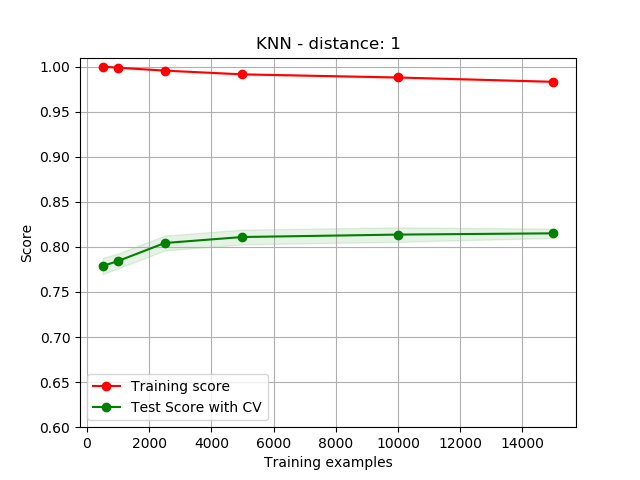 KNN - distance: 1
1.00
0.95
0.90
0.85
0.80
0.75
0.70
0.65
0.60
Score
Training score
Test Score with CV
0 2000 4000 6000 8000 10000 12000 14000
Training examples